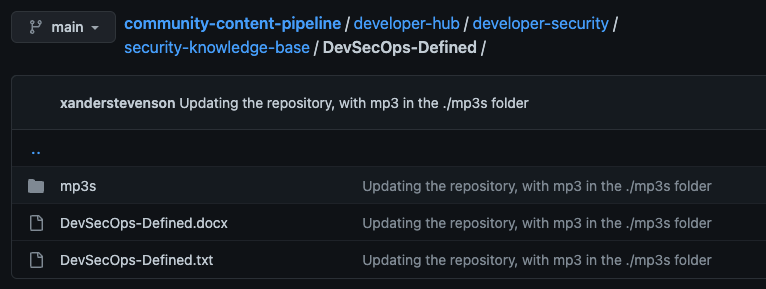 main
community-content-pipeline / developer-hub / developer-security /
security-knowledge-base / DevSecOps-Defined /
xanderstevenson Updating the repository, with mp3 in the ./mp3s folder
..
mp3s Updating the repository, with mp3 in the ./mp3s folder
DevSecOps-Defined.docx Updating the repository, with mp3 in the ./mp3s folder
DevSecOps-Defined.txt Updating the repository, with mp3 in the ./mp3s folder